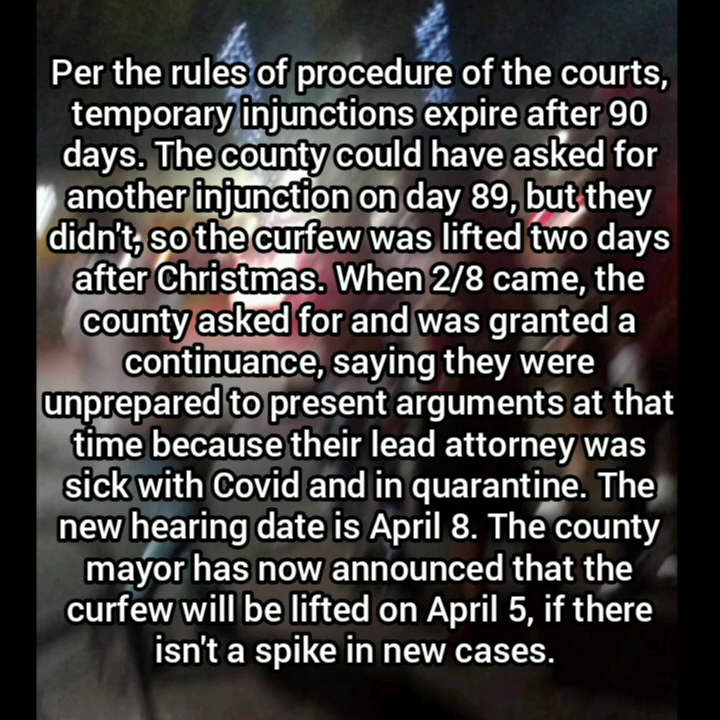 Per the rules of procedure of the courts,
temporary injunctions expire after 90
days. The county could have asked for
another injunction on day 89, but they
didn't, so the curfew was lifted two days
after Christmas. When 2/8 came, the
county asked for and was granted a
continuance, saying they were
unprepared to present arguments at that
time because their lead attorney was
sick with Covid and in quarantine. The
new hearing date is April 8. The county
mayor has now announced that the
curfew will be lifted on April 5, if there
isn't a spike in new cases.